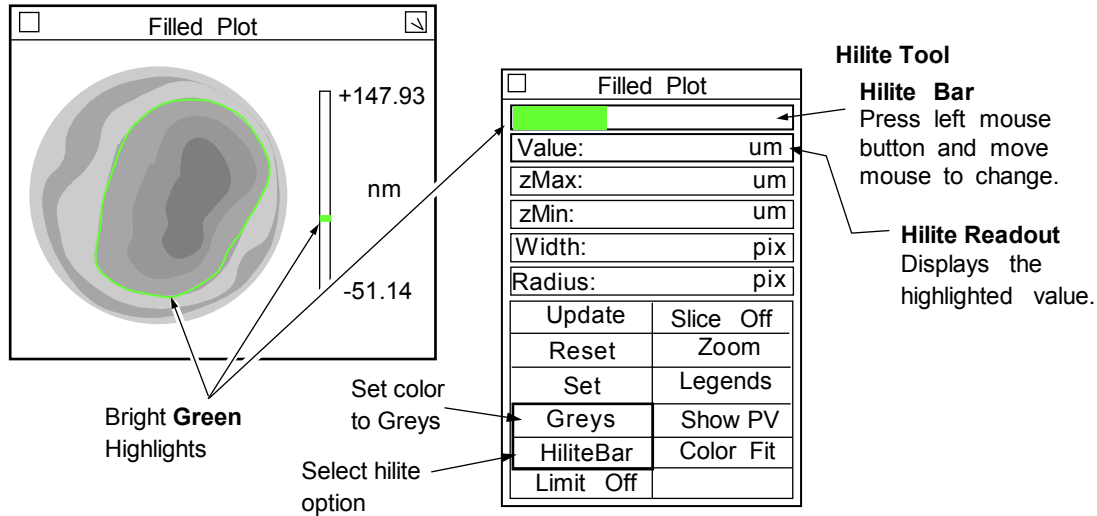 Filled Plot
+147.93
nm
-51.14
Bright Green
Highlights
Set color
to Greys
Select hilite
option
Filled Plot
Value: um
zMax: um
zMin: um
Width: pix
Radius: pix
Update Slice Off
Reset Zoom
Set Legends
Greys Show PV
HiliteBar Color Fit
Limit Off
Hilite Tool
Hilite Bar
Press left mouse
button and move
mouse to change.
Hilite Readout
Displays the
highlighted value.